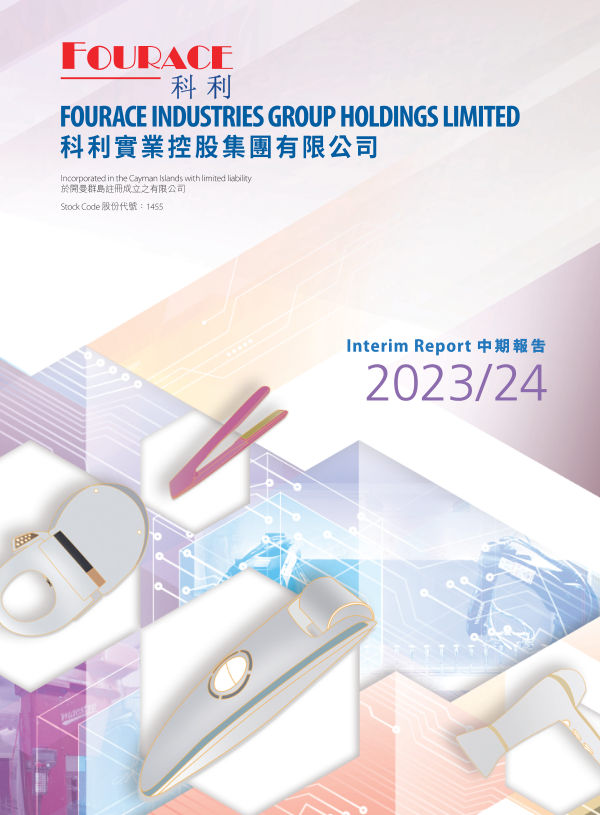 FOURACE
科利
FOURACE INDUSTRIES GROUP HOLDINGS LIMITED
科利實業控股集團有限公司
Incorporated in the Cayman Islands with limited liability
於開曼群島註冊成立之有限公司
Stock Code 股份代號：1455
Interim Report 中期報告
2023/24